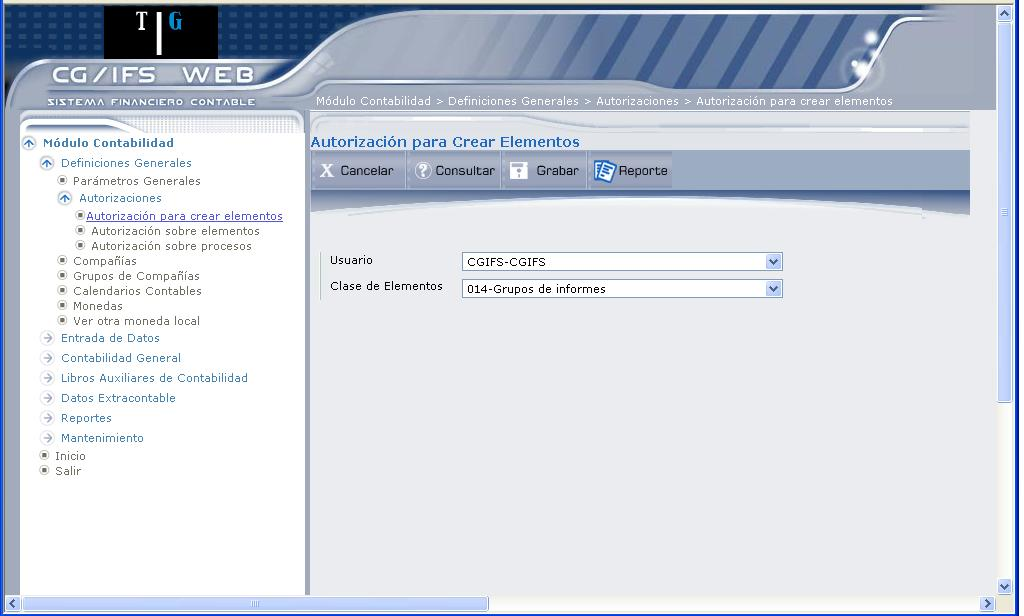 T G
CG/IFS WEB
SISTEMA FINANCIERO CONTABLE
Módulo Contabilidad > Definiciones Generales > Autorizaciones > Autorización para crear elementos
Módulo Contabilidad
Definiciones Generales
Parámetros Generales
Autorizaciones
Autorización para crear elementos
Autorización sobre elementos
Autorización sobre procesos
Compañías
Grupos de Compañías
Calendarios Contables
Monedas
Ver otra moneda local
Entrada de Datos
Contabilidad General
Libros Auxiliares de Contabilidad
Datos Extracontable
Reportes
Mantenimiento
Inicio
Salir
Autorización para Crear Elementos
X Cancelar ? Consultar Grabar Reporte
Usuario CGIFS-CGIFS
Clase de Elementos 014-Grupos de informes